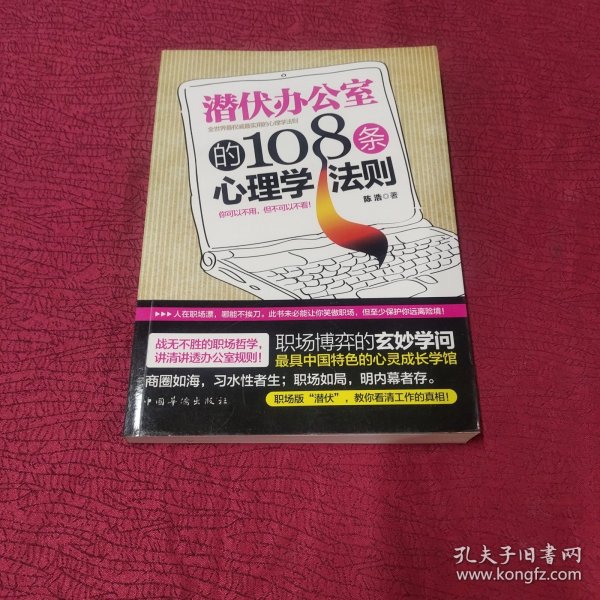 潜伏办公室
全世界最权威最实用的心理学法则
的108条
心理学法则
陈浩 著
你可以不用，但不可以不看！
▶▶▶人在职场漂，哪能不挨刀。此书未必能让你笑傲职场，但至少保护你远离险境！
战无不胜的职场哲学，
讲清讲透办公室规则！
职场博弈的玄妙学问
最具中国特色的心灵成长学馆
商圈如海，习水性者生；职场如局，明内幕者存。
中国华侨出版社
职场版“潜伏”，教你看清工作的真相！
孔夫子旧书网
www.kongfz.com